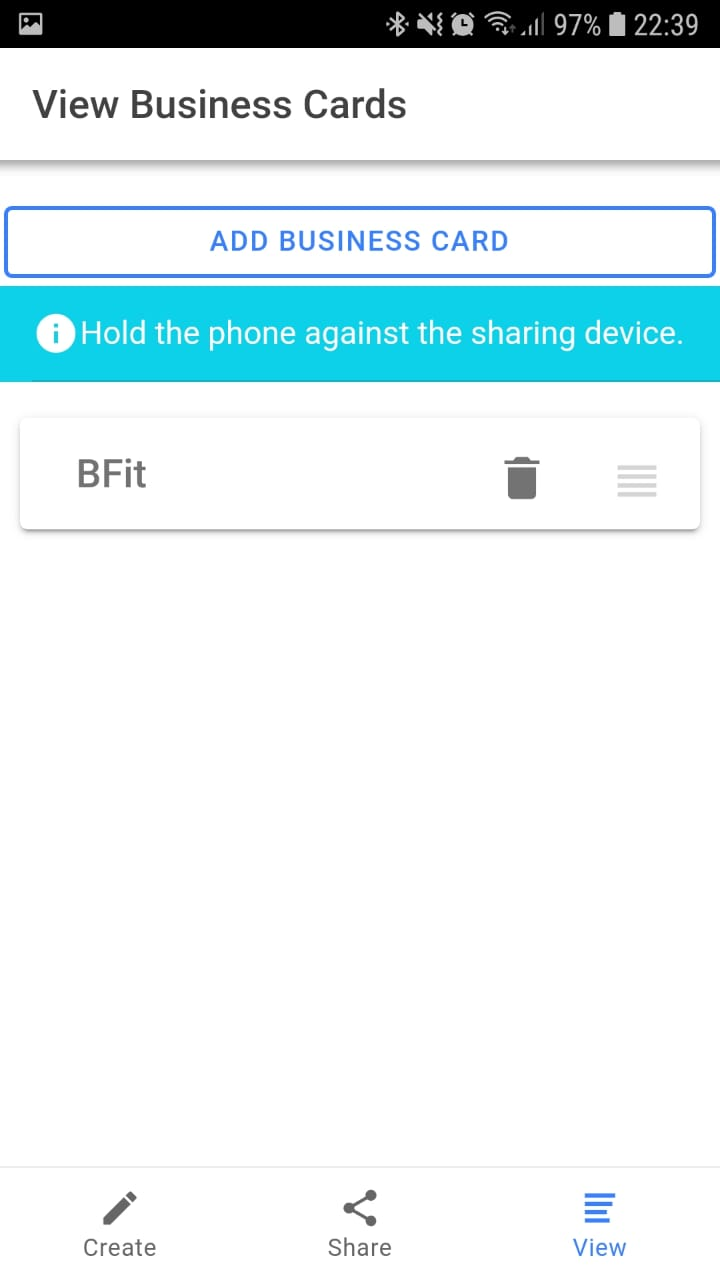 97% 22:39
View Business Cards
ADD BUSINESS CARD
Hold the phone against the sharing device.
BFit
Create Share View